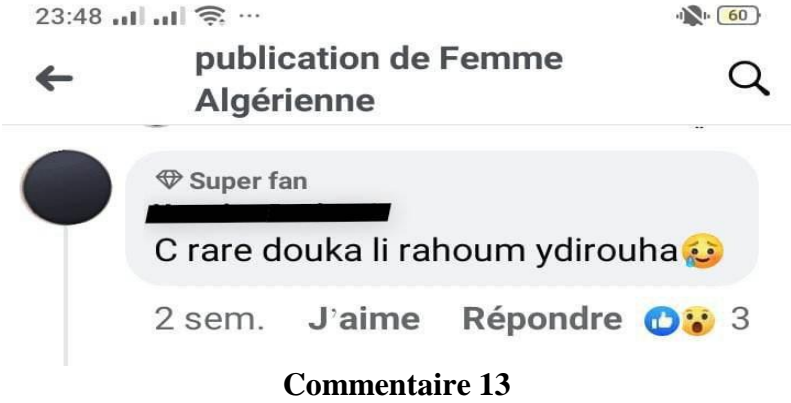 23:48
60
publication de Femme
Algérienne
Super fan
C rare douka li rahoum ydirouha🥲
2 sem. J'aime Répondre 3
Commentaire 13